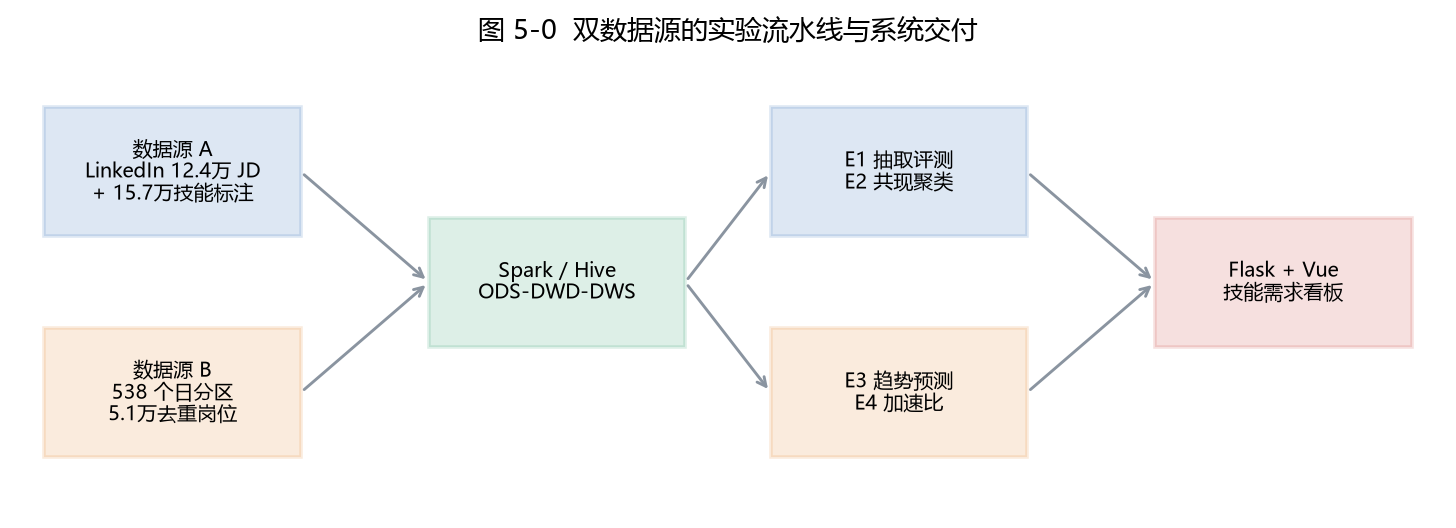 图 5-0 双数据源的实验流水线与系统交付
数据源 A
LinkedIn 12.4万 JD
+ 15.7万技能标注
数据源 B
538 个日分区
5.1万去重岗位
Spark / Hive
ODS-DWD-DWS
E1 抽取评测
E2 共现聚类
E3 趋势预测
E4 加速比
Flask + Vue
技能需求看板